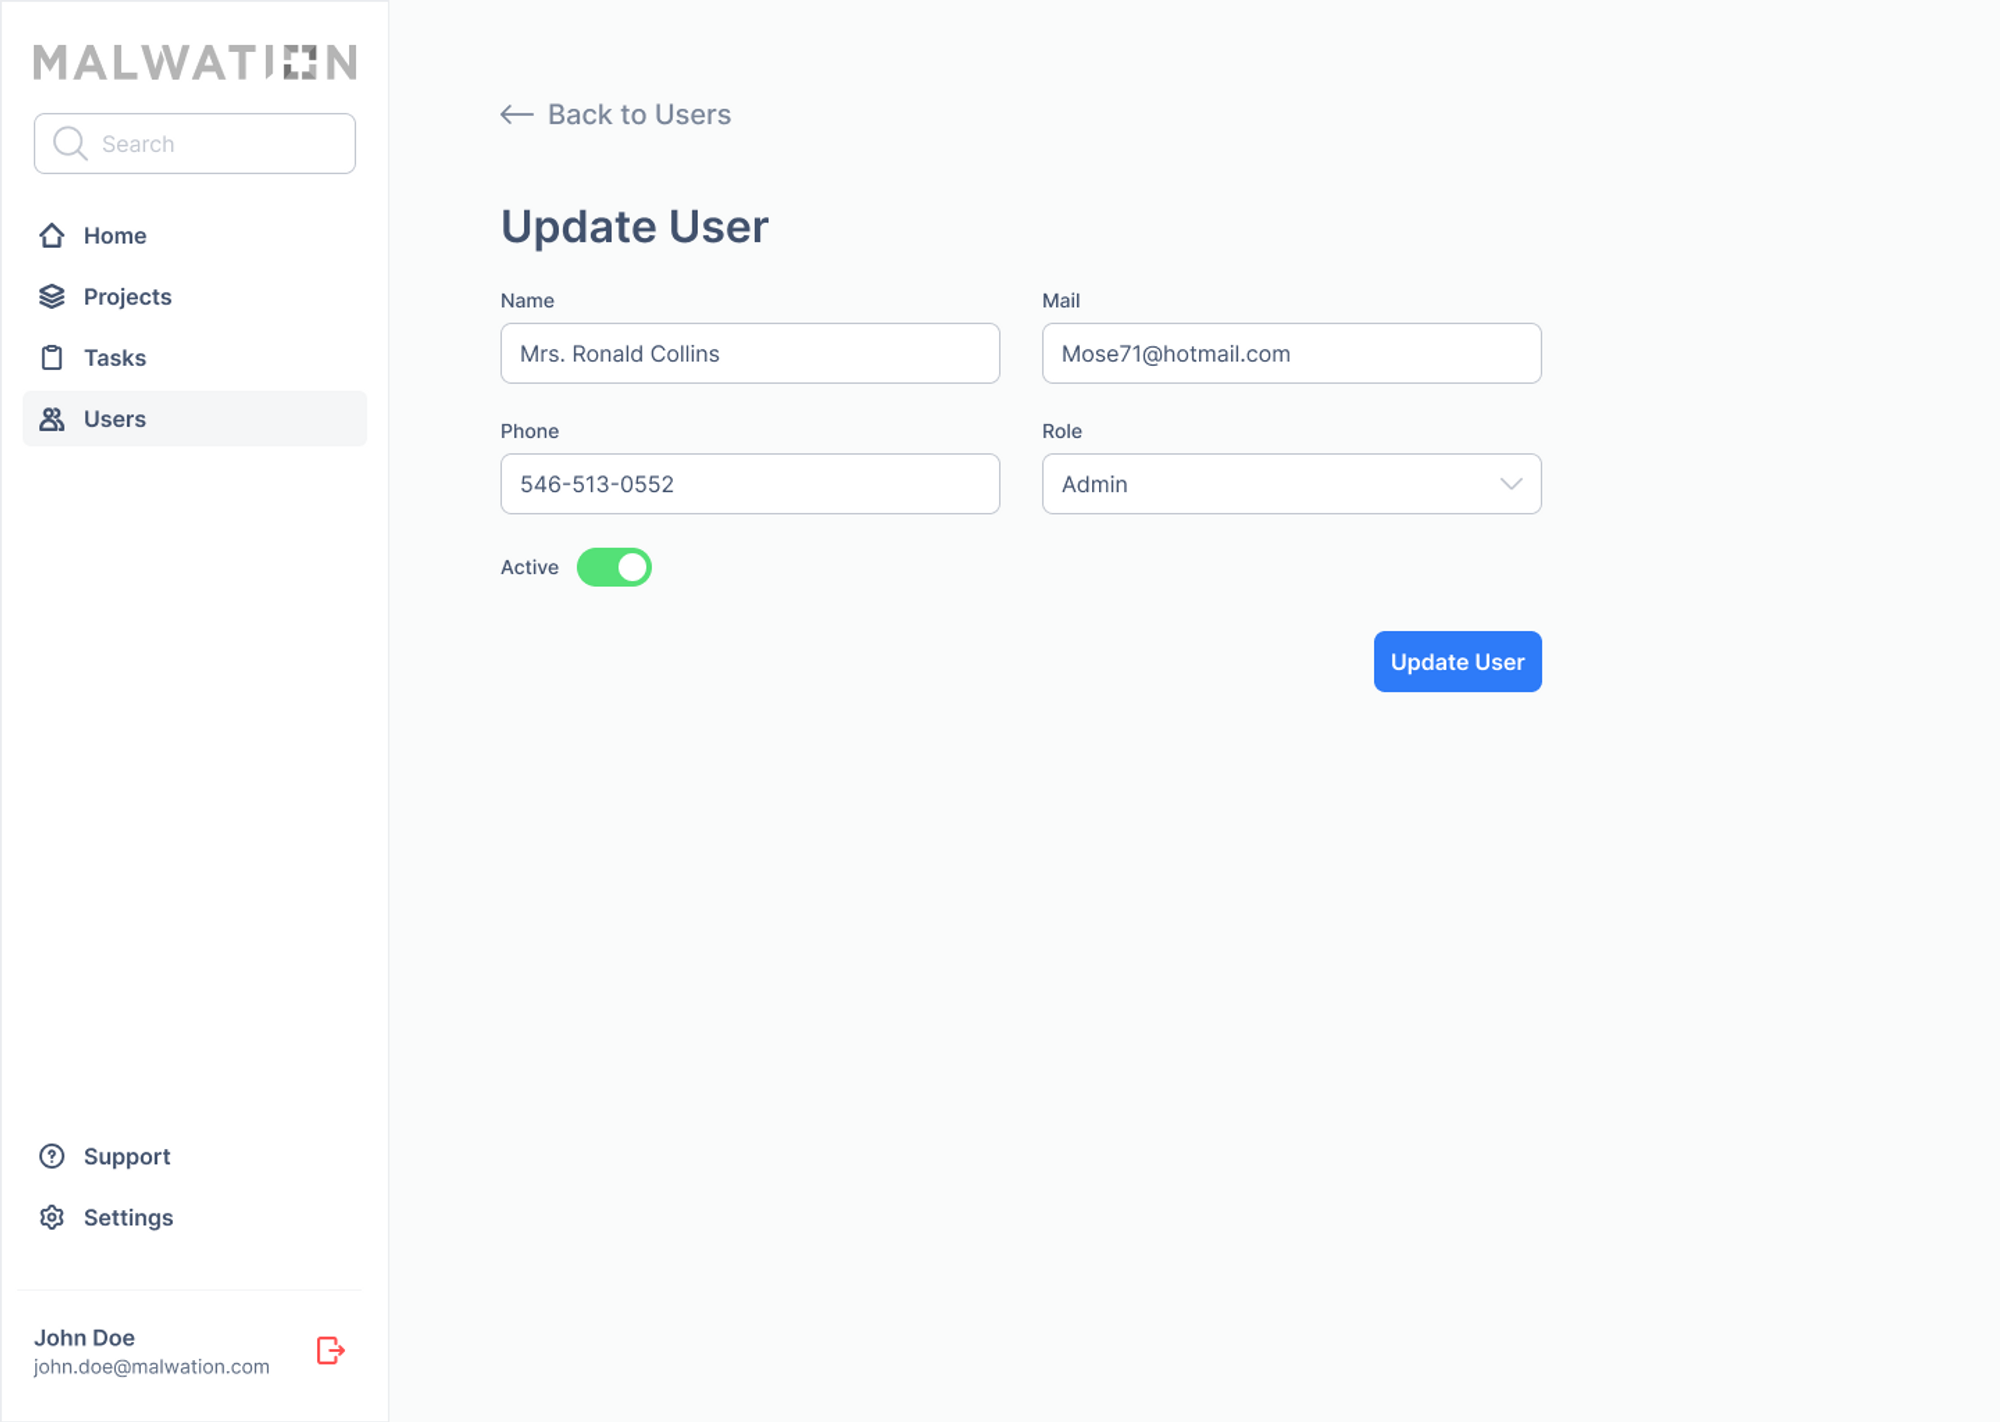 MALWATION
Search
Home
Projects
Tasks
Users
Support
Settings
John Doe
john.doe@malwation.com
Back to Users
Update User
Name
Mrs. Ronald Collins
Mail
Mose71@hotmail.com
Phone
546-513-0552
Role
Admin
Active
Update User